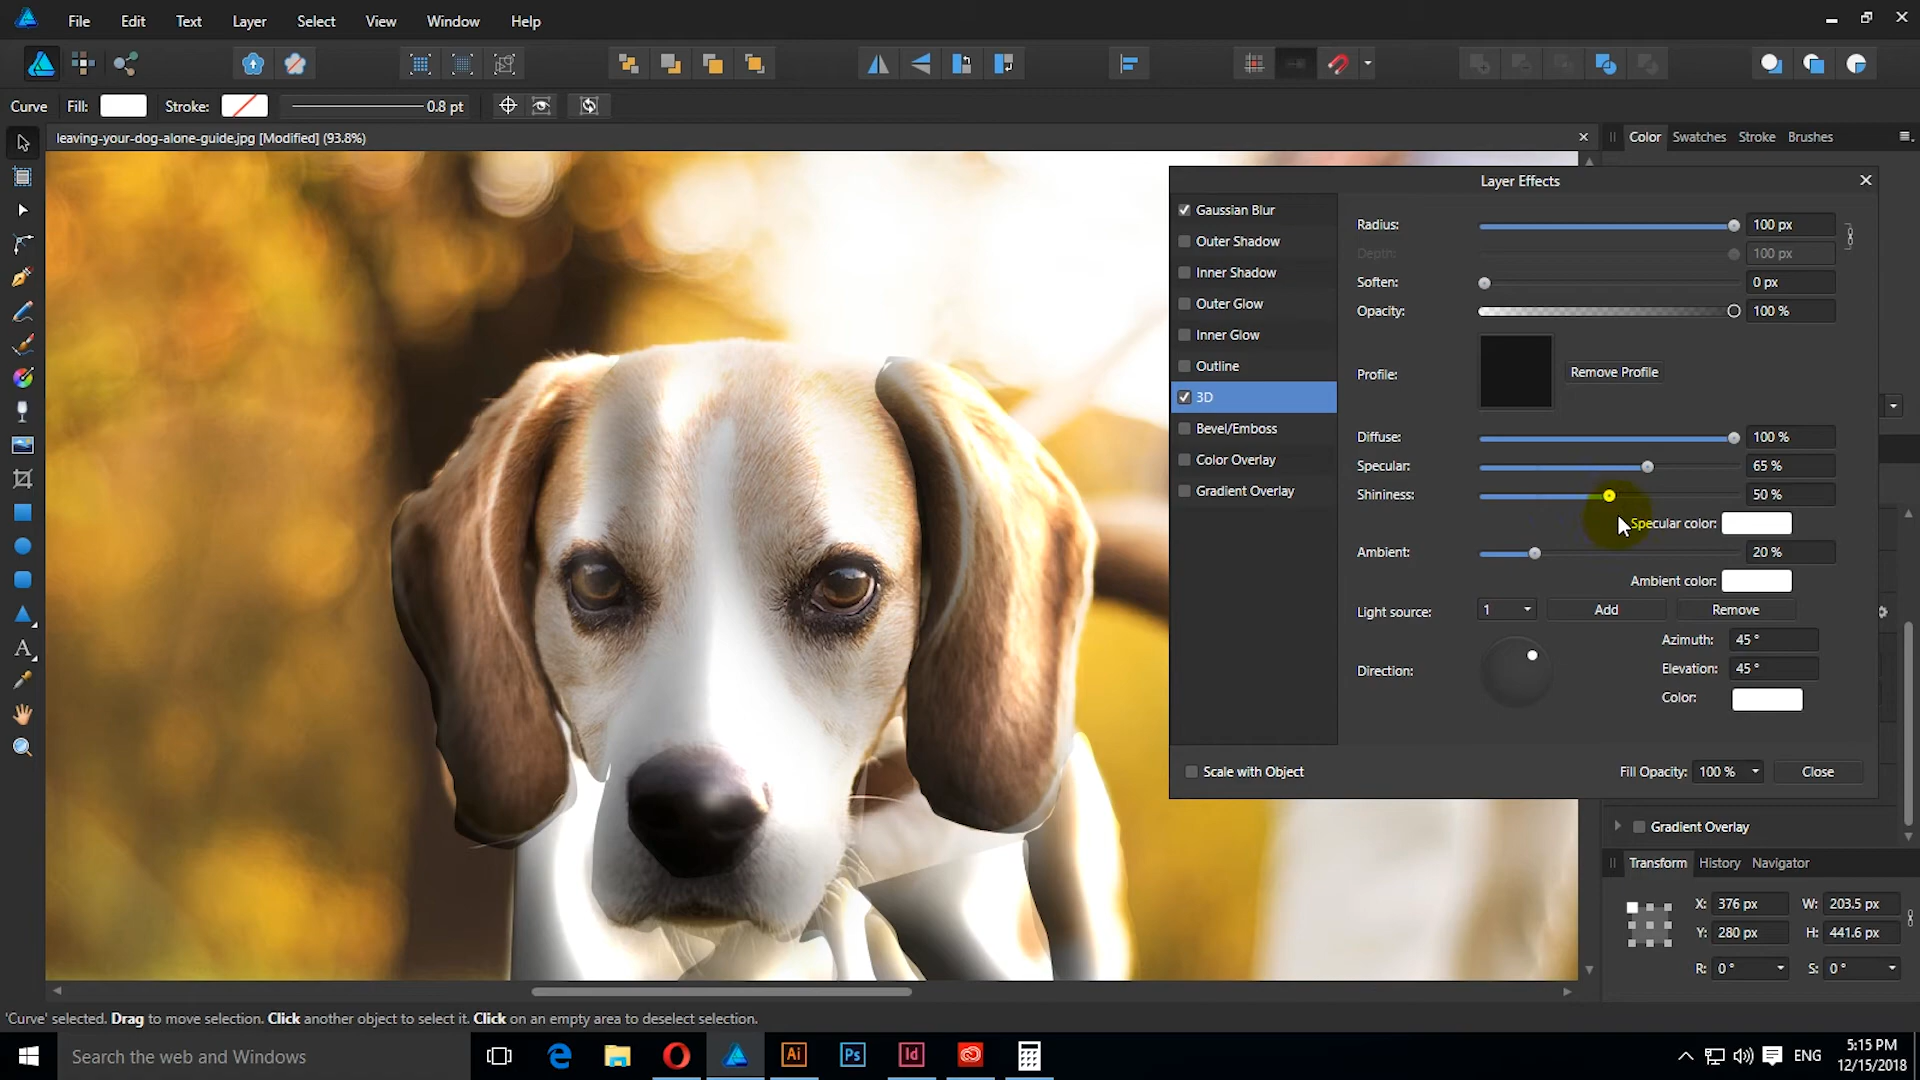 File Edit Text Layer Select View Window Help
Curve Fill: Stroke: 0.8 pt
leaving-your-dog-alone-guide.jpg [Modified] (93.8%)
Color Swatches Stroke Brushes
Layer Effects
Gaussian Blur
Outer Shadow
Inner Shadow
Outer Glow
Inner Glow
Outline
3D
Bevel/Emboss
Color Overlay
Gradient Overlay
Radius: 100 px
Depth: 100 px
Soften: 0 px
Opacity: 100 %
Profile: Remove Profile
Diffuse: 100 %
Specular: 65 %
Shininess: 50 %
Specular color:
Ambient: 20 %
Ambient color:
Light source: 1 Add Remove
Azimuth: 45 °
Elevation: 45 °
Direction:
Color:
Scale with Object
Fill Opacity: 100 % Close
Gradient Overlay
Transform History Navigator
X: 376 px W: 203.5 px
Y: 280 px H: 441.6 px
R: 0 ° S: 0 °
'Curve' selected. Drag to move selection. Click another object to select it. Click on an empty area to deselect selection.
Search the web and Windows
Ai Ps Id
ENG
5:15 PM
12/15/2018